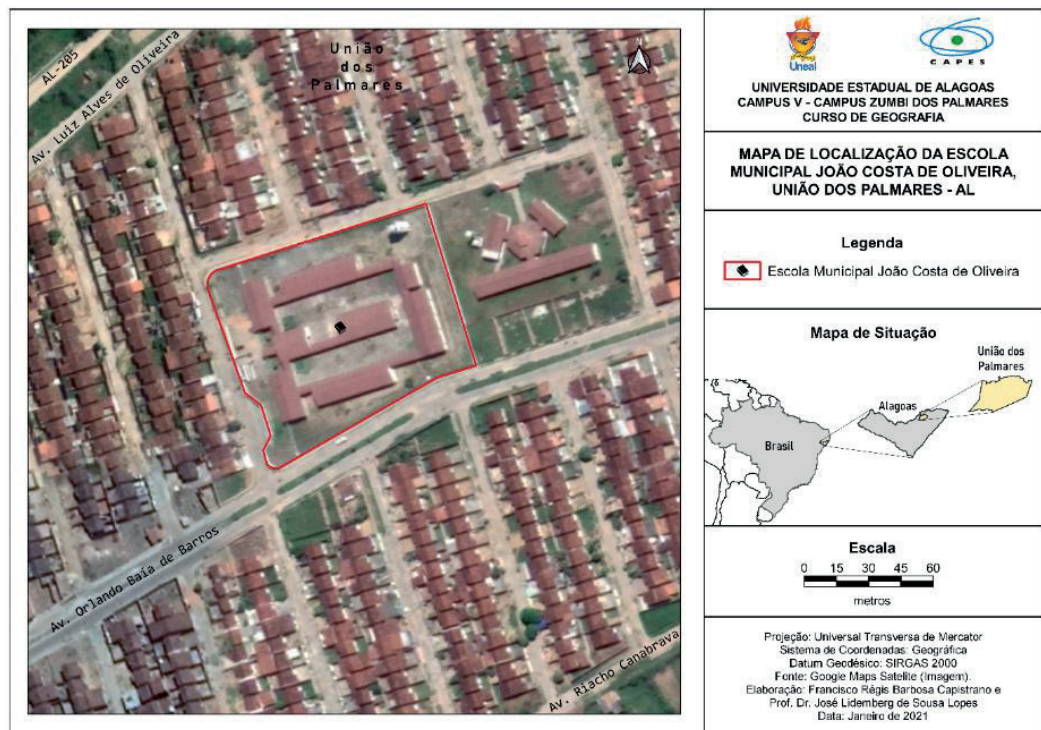 AL-205
Av. Luiz Alves de Oliveira
União
dos
Palmares
Av. Orlando Baía de Barros
Av. Riacho Canabrava
Uneal
CAPES
UNIVERSIDADE ESTADUAL DE ALAGOAS
CAMPUS V - CAMPUS ZUMBI DOS PALMARES
CURSO DE GEOGRAFIA
MAPA DE LOCALIZAÇÃO DA ESCOLA
MUNICIPAL JOÃO COSTA DE OLIVEIRA,
UNIÃO DOS PALMARES - AL
Legenda
Escola Municipal João Costa de Oliveira
Mapa de Situação
União dos
Palmares
Alagoas
Brasil
Escala
0 15 30 45 60
metros
Projeção: Universal Transversa de Mercator
Sistema de Coordenadas: Geográfica
Datum Geodésico: SIRGAS 2000
Fonte: Google Maps Satelite (Imagem).
Elaboração: Francisco Régis Barbosa Capistrano e
Prof. Dr. José Lidemberg de Sousa Lopes
Data: Janeiro de 2021